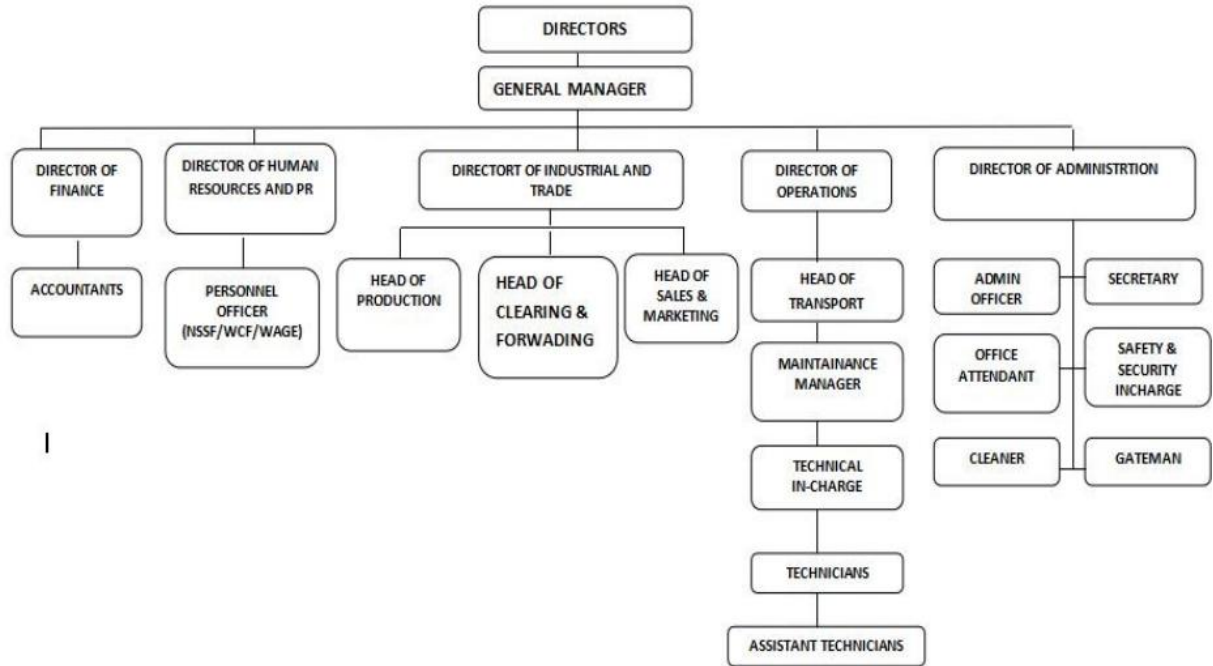 DIRECTORS
GENERAL MANAGER
DIRECTOR OF
FINANCE
DIRECTOR OF HUMAN
RESOURCES AND PR
DIRECTORT OF INDUSTRIAL AND
TRADE
DIRECTOR OF
OPERATIONS
DIRECTOR OF ADMINISTRTION
ACCOUNTANTS
PERSONNEL
OFFICER
(NSSF/WCF/WAGE)
HEAD OF
PRODUCTION
HEAD OF
CLEARING &
FORWADING
HEAD OF
SALES &
MARKETING
HEAD OF
TRANSPORT
MAINTAINANCE
MANAGER
TECHNICAL
IN-CHARGE
TECHNICIANS
ASSISTANT TECHNICIANS
ADMIN
OFFICER
SECRETARY
OFFICE
ATTENDANT
SAFETY &
SECURITY
INCHARGE
CLEANER
GATEMAN